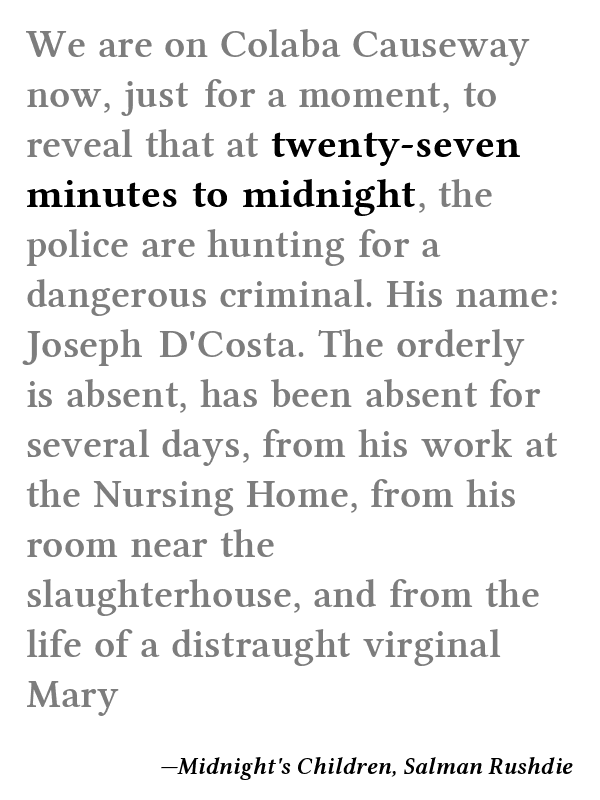 We are on Colaba Causeway
now, just for a moment, to
reveal that at twenty-seven
minutes to midnight, the
police are hunting for a
dangerous criminal. His name:
Joseph D'Costa. The orderly
is absent, has been absent for
several days, from his work at
the Nursing Home, from his
room near the
slaughterhouse, and from the
life of a distraught virginal
Mary
—Midnight's Children, Salman Rushdie